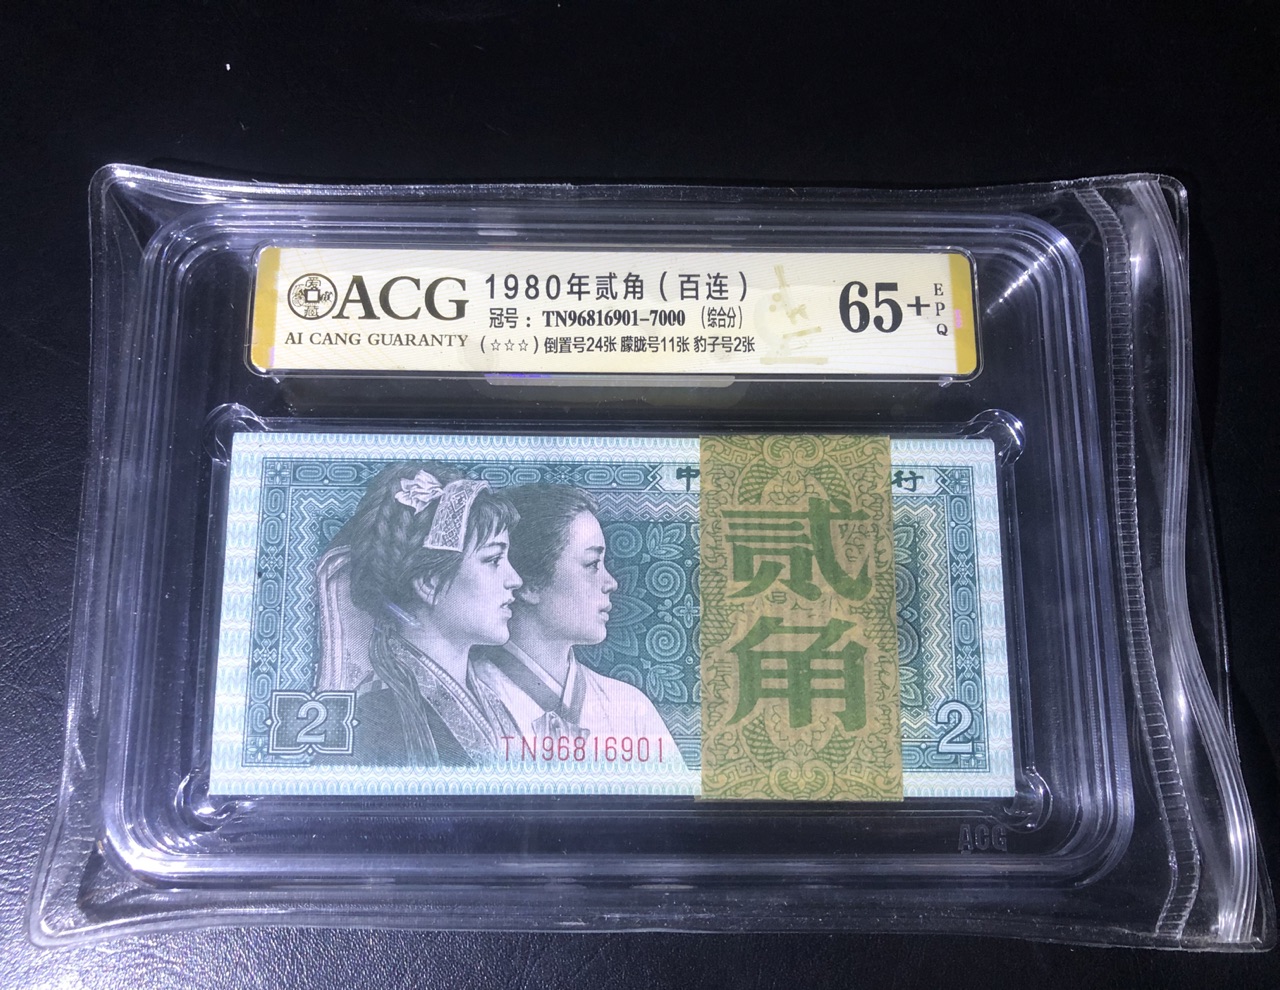 ACG
AI CANG GUARANTY
1980年贰角（百连）
冠号：TN96816901-7000 （综合分）
(☆☆☆) 倒置号24张 朦胧号11张 豹子号2张
65+
EPQ
中
行
贰角
2
TN96816901
2
ACG